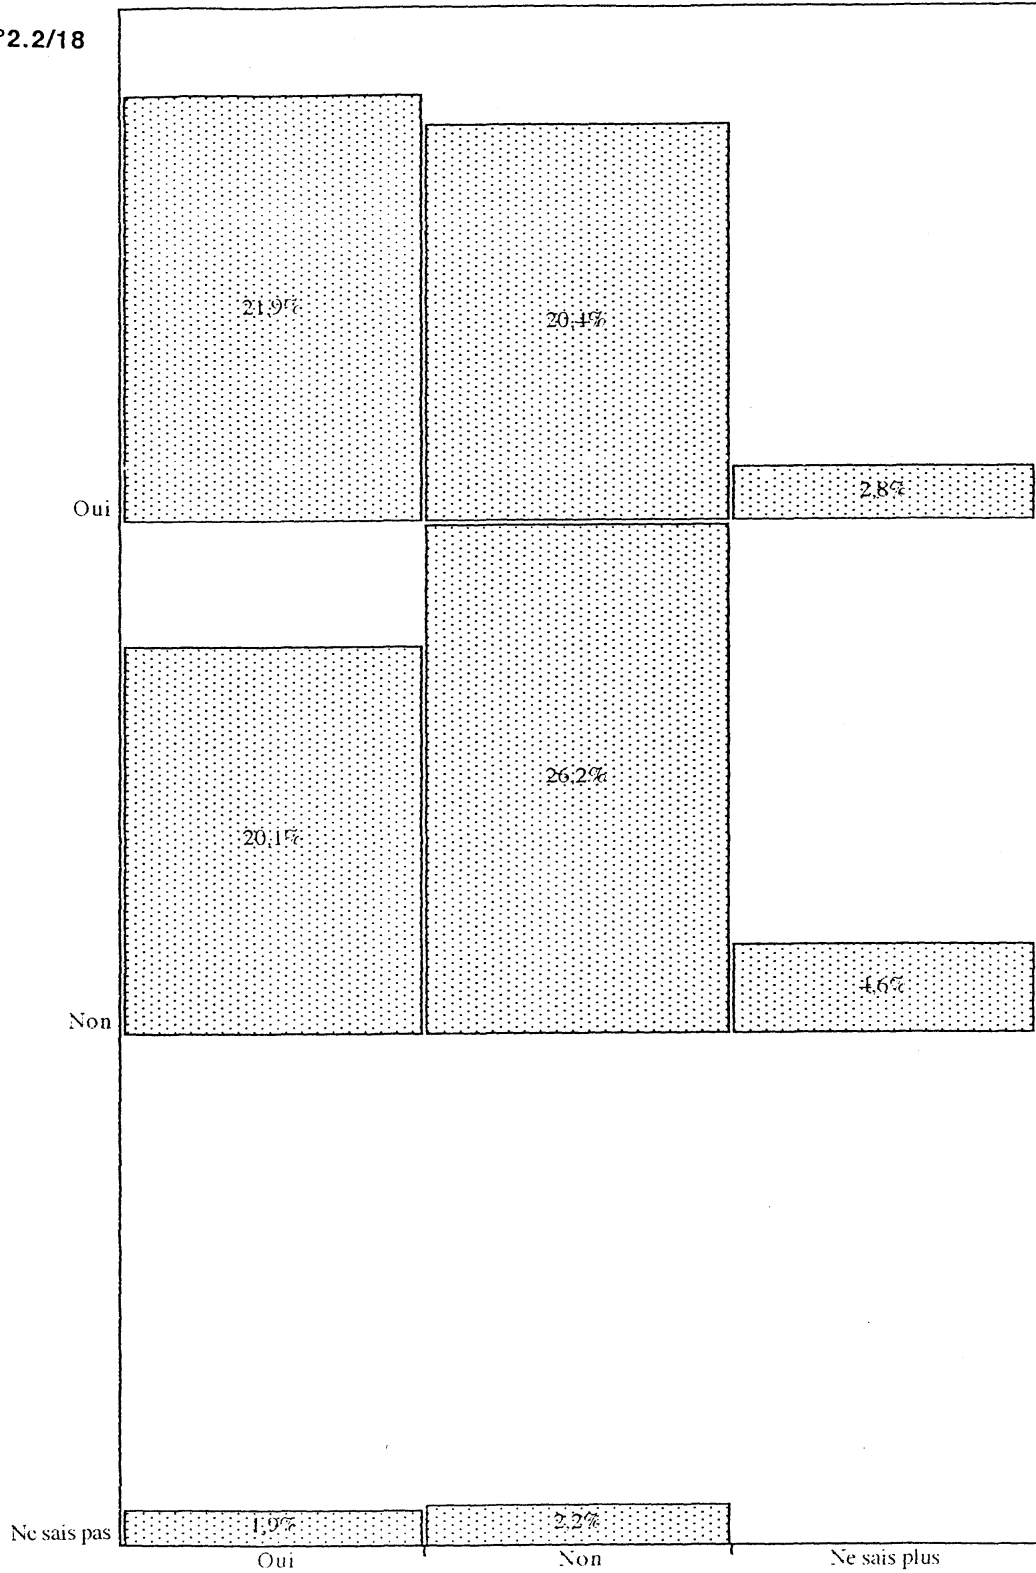 °2.2/18
21,9%
20,4%
2,8%
Oui
26,2%
20,1%
4,6%
Non
1,9%
2,2%
Ne sais pas
Oui Non Ne sais plus